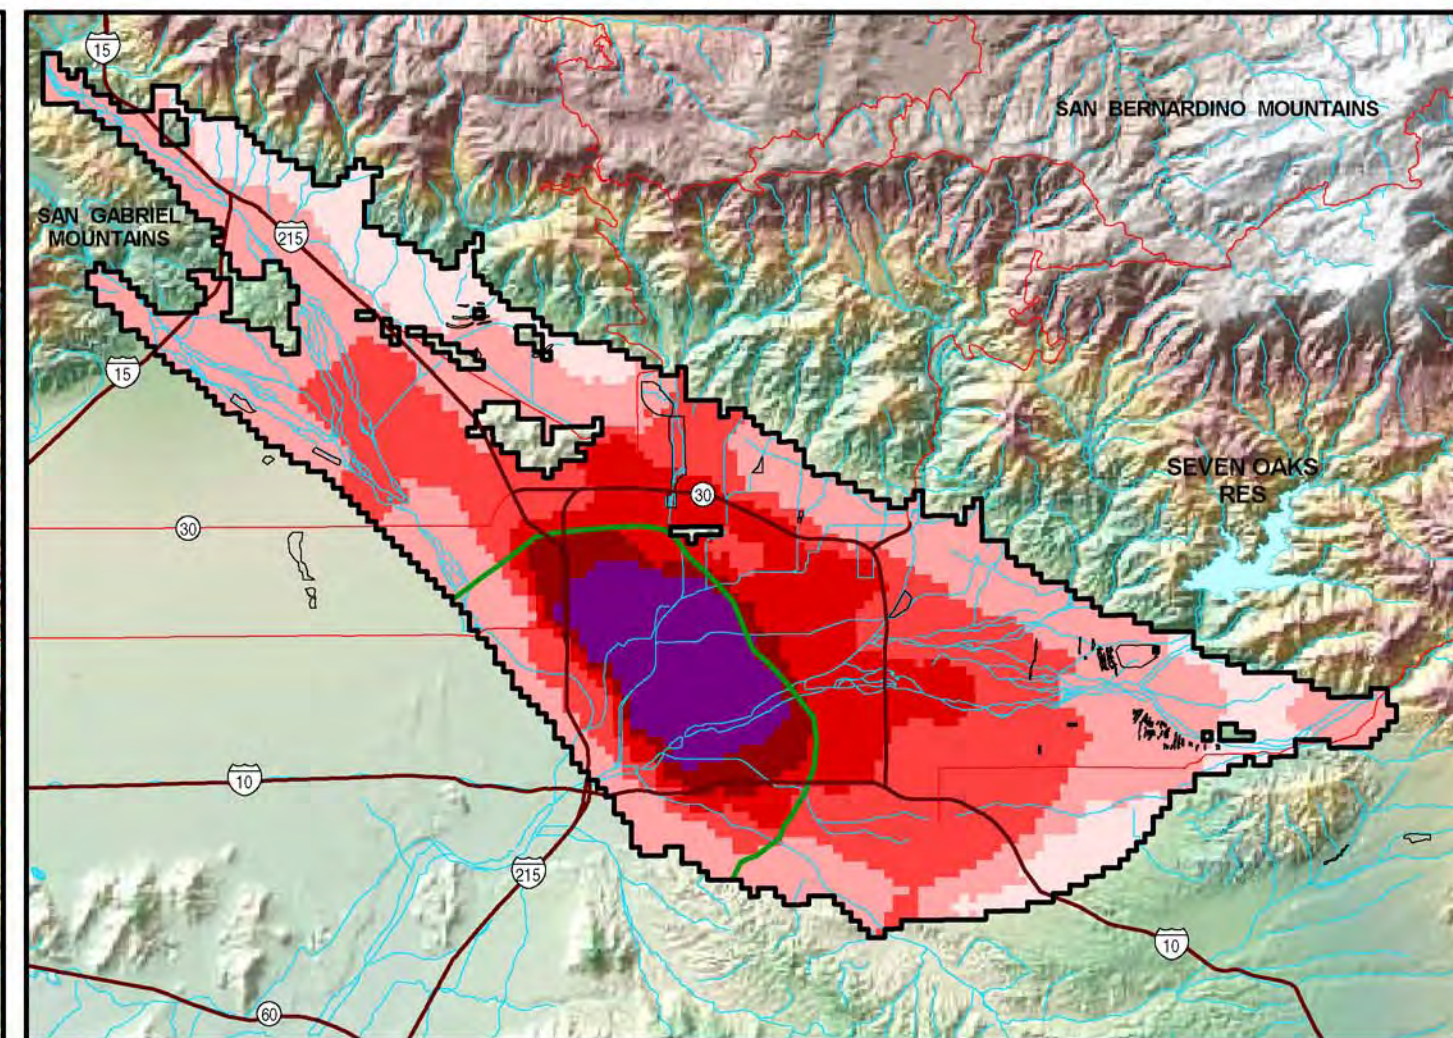 15
SAN BERNARDINO MOUNTAINS
SAN GABRIEL
MOUNTAINS
215
15
SEVEN OAKS
RES
30
30
10
215
10
60